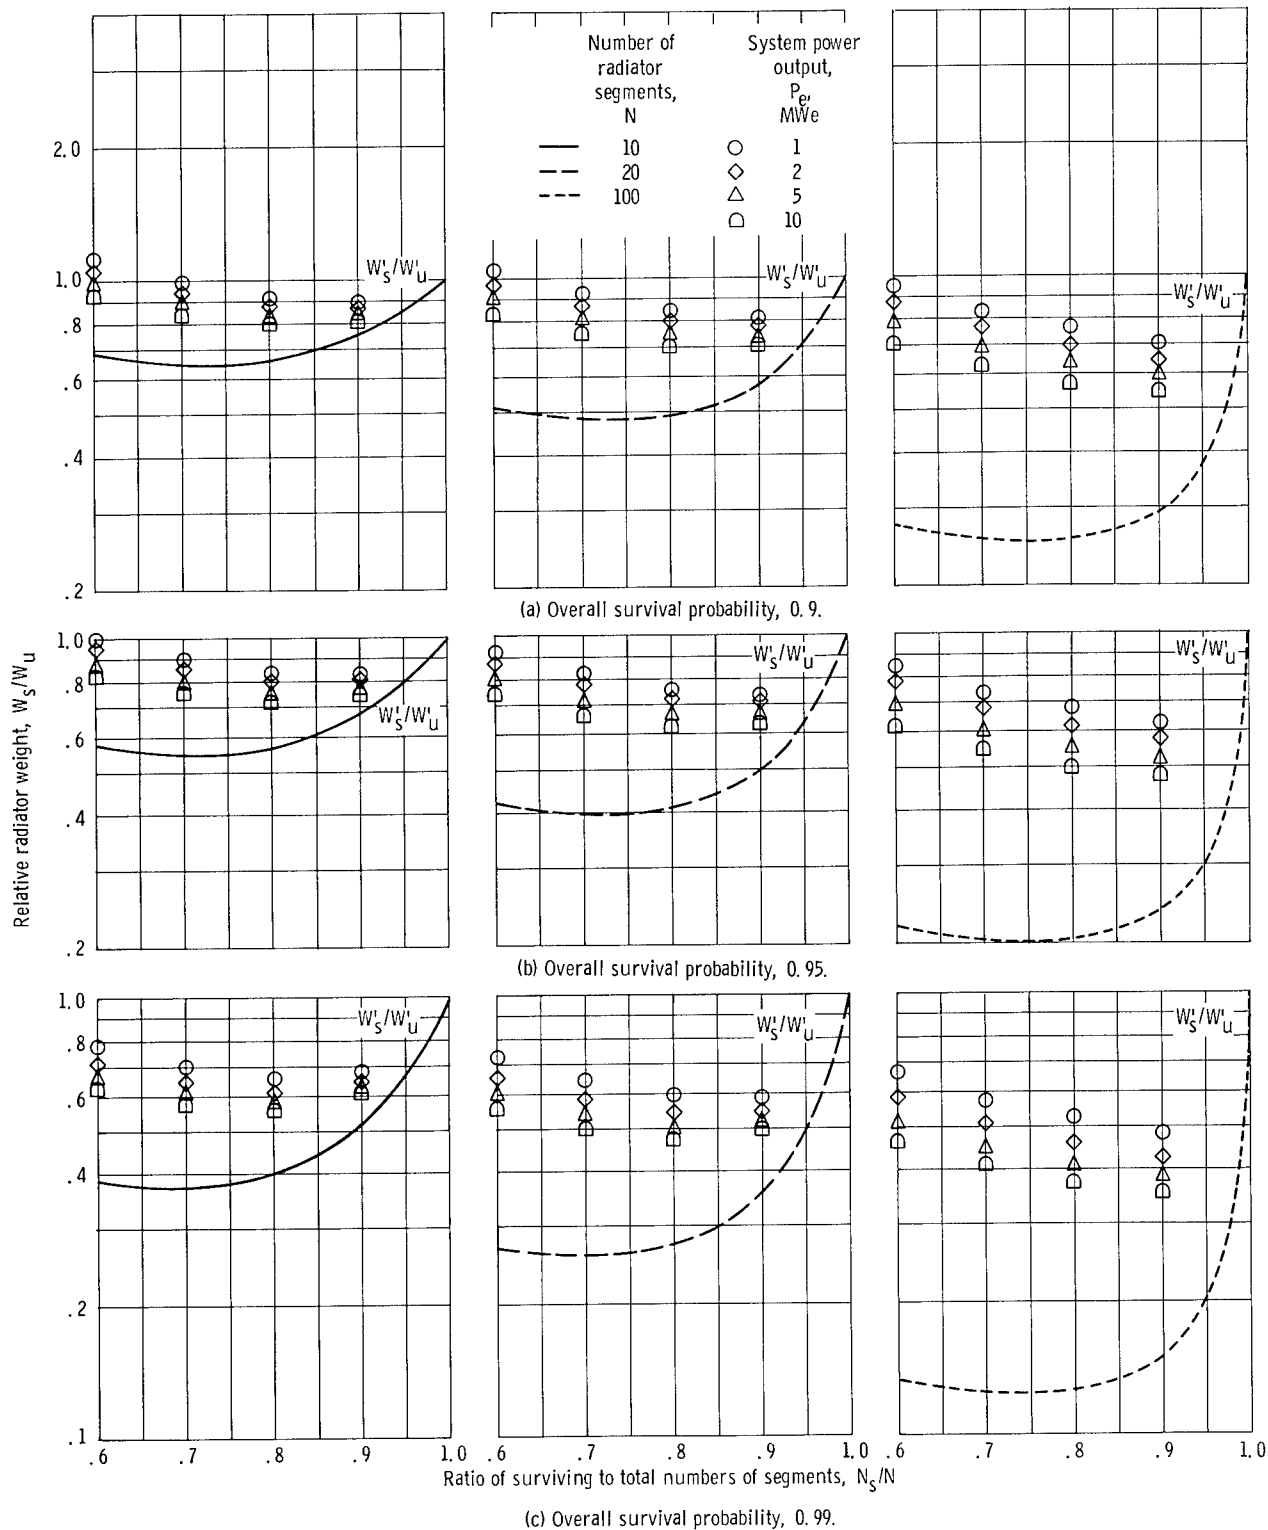 Number of
radiator
segments,
N
System power
output,
Pe,
MWe
10
20
100
1
2
5
10
2.0
1.0
.8
.6
.4
.2
W's/W'u
W's/W'u
W's/W'u
(a) Overall survival probability, 0.9.
Relative radiator weight, Ws/Wu
1.0
.8
.6
.4
.2
W's/W'u
W's/W'u
W's/W'u
(b) Overall survival probability, 0.95.
1.0
.8
.6
.4
.2
.1
W's/W'u
W's/W'u
W's/W'u
.6 .7 .8 .9 1.0
.6 .7 .8 .9 1.0
.6 .7 .8 .9 1.0
Ratio of surviving to total numbers of segments, Ns/N
(c) Overall survival probability, 0.99.